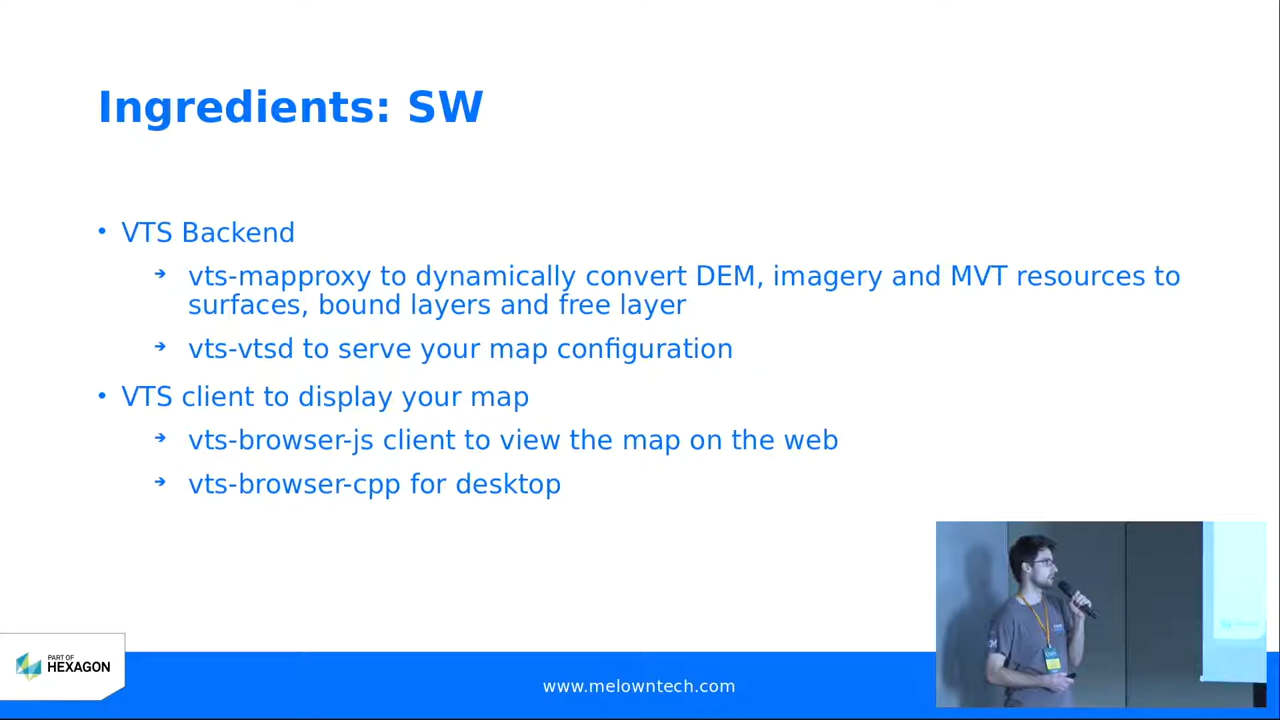 Ingredients: SW
• VTS Backend
➔ vts-mapproxy to dynamically convert DEM, imagery and MVT resources to
surfaces, bound layers and free layer
➔ vts-vtsd to serve your map configuration
• VTS client to display your map
➔ vts-browser-js client to view the map on the web
➔ vts-browser-cpp for desktop
PART OF
HEXAGON
www.melowntech.com